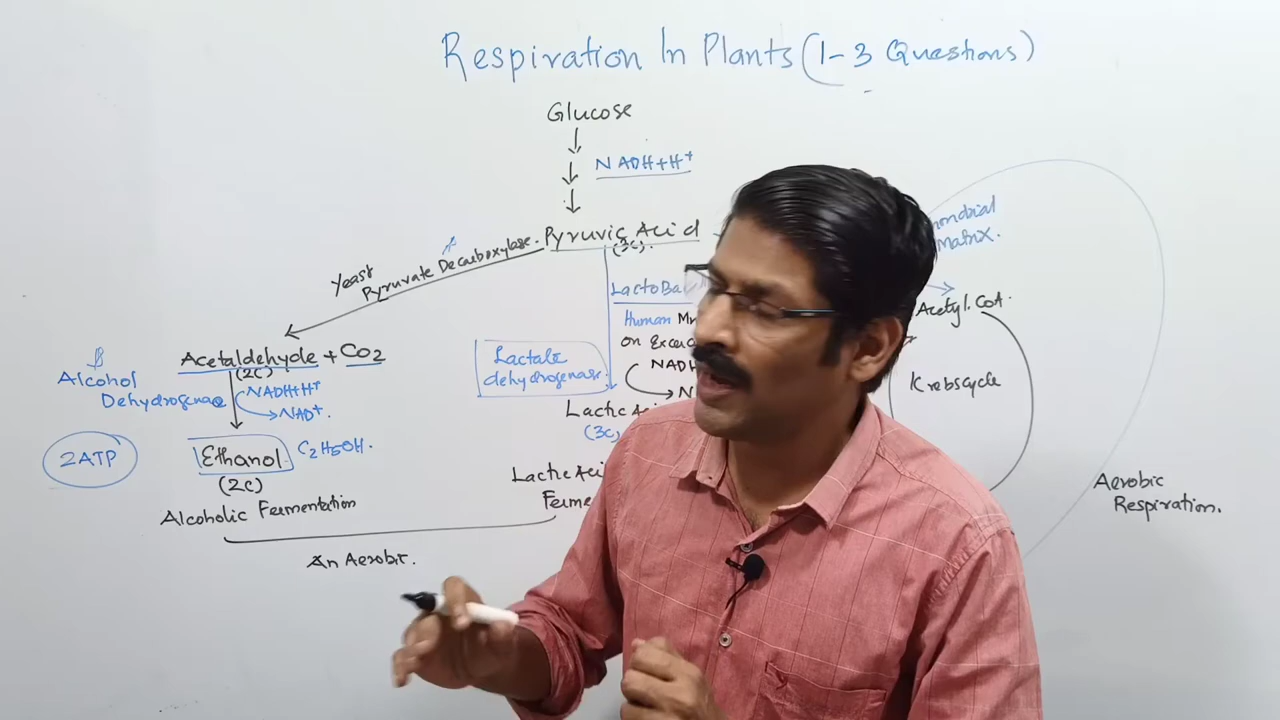 Respiration In Plants (1-3 Questions)
Glucose
NADH+H⁺
Pyruvic Acid
(3C).
Yeast
Pyruvate Decarboxylase.
Matrix.
Human
on
NADH
Acetyl. CoA.
Krebscycle
Lactate
dehydrogenase.
Acetaldehyde + CO2
(2C)
Alcohol
Dehydrogenase
NADH+H⁺
NAD⁺.
2ATP
Ethanol
C2H5OH.
(2C)
Alcoholic Fermentation
Lactic
(3C)
Lactic
An Aerobic.
Aerobic
Respiration.